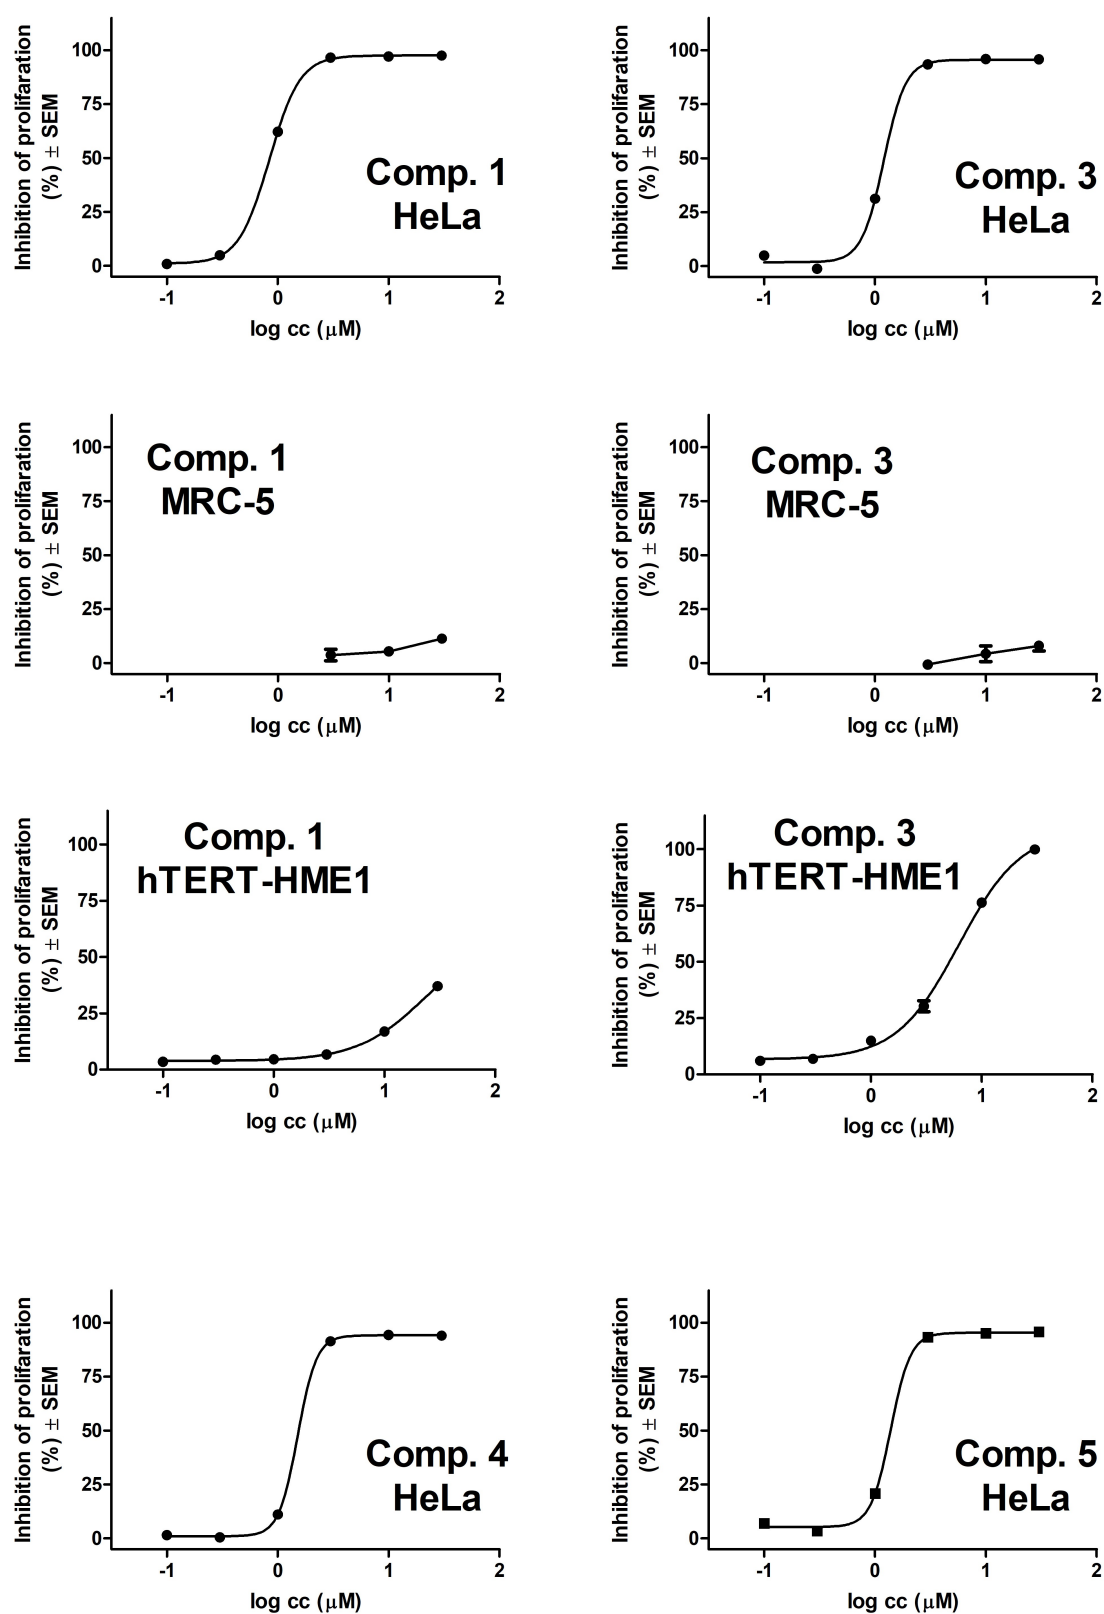 Inhibition of prolifaration
(%) ± SEM
100
75
50
25
0
Comp. 1
HeLa
-1 0 1 2
log cc (μM)
Inhibition of prolifaration
(%) ± SEM
100
75
50
25
0
Comp. 3
HeLa
-1 0 1 2
log cc (μM)
Inhibition of prolifaration
(%) ± SEM
100
75
50
25
0
Comp. 1
MRC-5
-1 0 1 2
log cc (μM)
Inhibition of prolifaration
(%) ± SEM
100
75
50
25
0
Comp. 3
MRC-5
-1 0 1 2
log cc (μM)
Inhibition of prolifaration
(%) ± SEM
100
75
50
25
0
Comp. 1
hTERT-HME1
-1 0 1 2
log cc (μM)
Inhibition of prolifaration
(%) ± SEM
100
75
50
25
0
Comp. 3
hTERT-HME1
-1 0 1 2
log cc (μM)
Inhibition of prolifaration
(%) ± SEM
100
75
50
25
0
Comp. 4
HeLa
-1 0 1 2
log cc (μM)
Inhibition of prolifaration
(%) ± SEM
100
75
50
25
0
Comp. 5
HeLa
-1 0 1 2
log cc (μM)